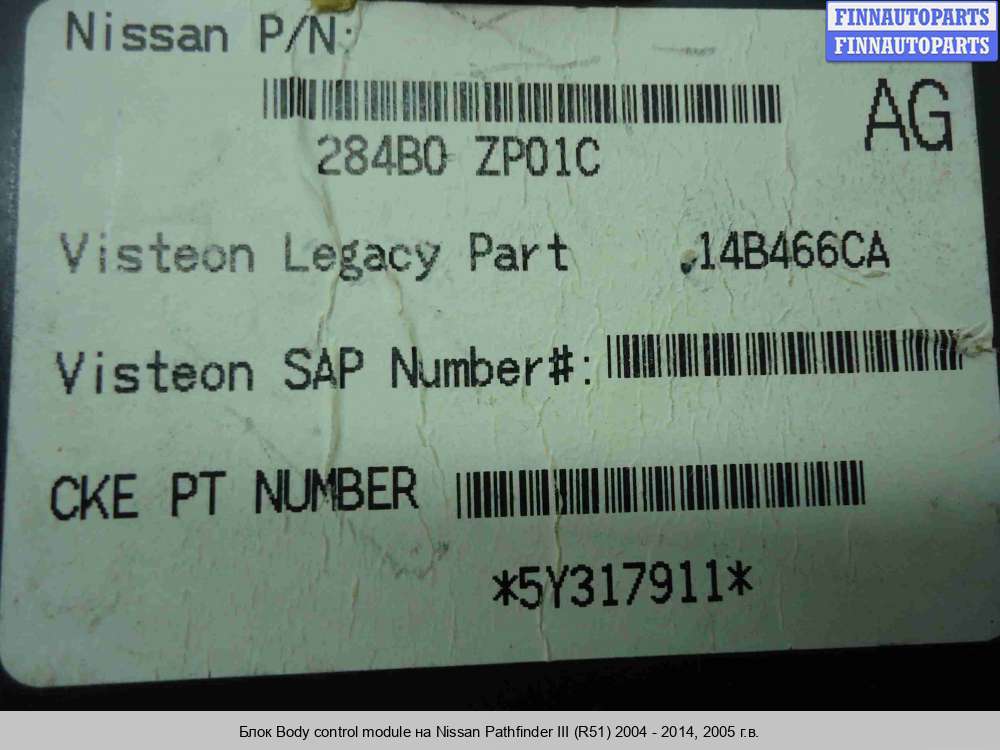 FINNAUTOPARTS
FINNAUTOPARTS
Nissan P/N:
AG
284B0 ZP01C
Visteon Legacy Part .14B466CA
Visteon SAP Number#:
CKE PT NUMBER
*5Y317911*
Блок Body control module на Nissan Pathfinder III (R51) 2004 - 2014, 2005 г.в.